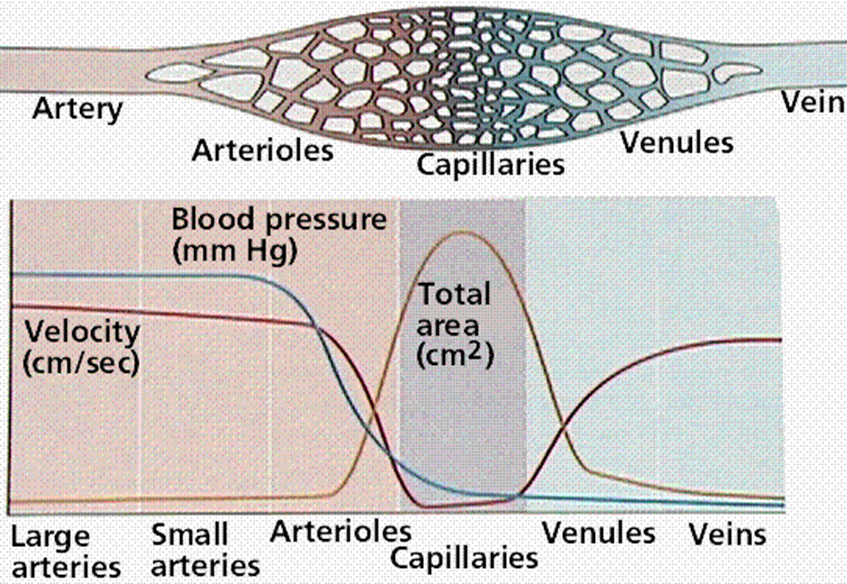 Artery
Arterioles
Capillaries
Venules
Vein
Blood pressure
(mm Hg)
Velocity
(cm/sec)
Total
area
(cm2)
Large
arteries
Small
arteries
Arterioles
Capillaries
Venules
Veins